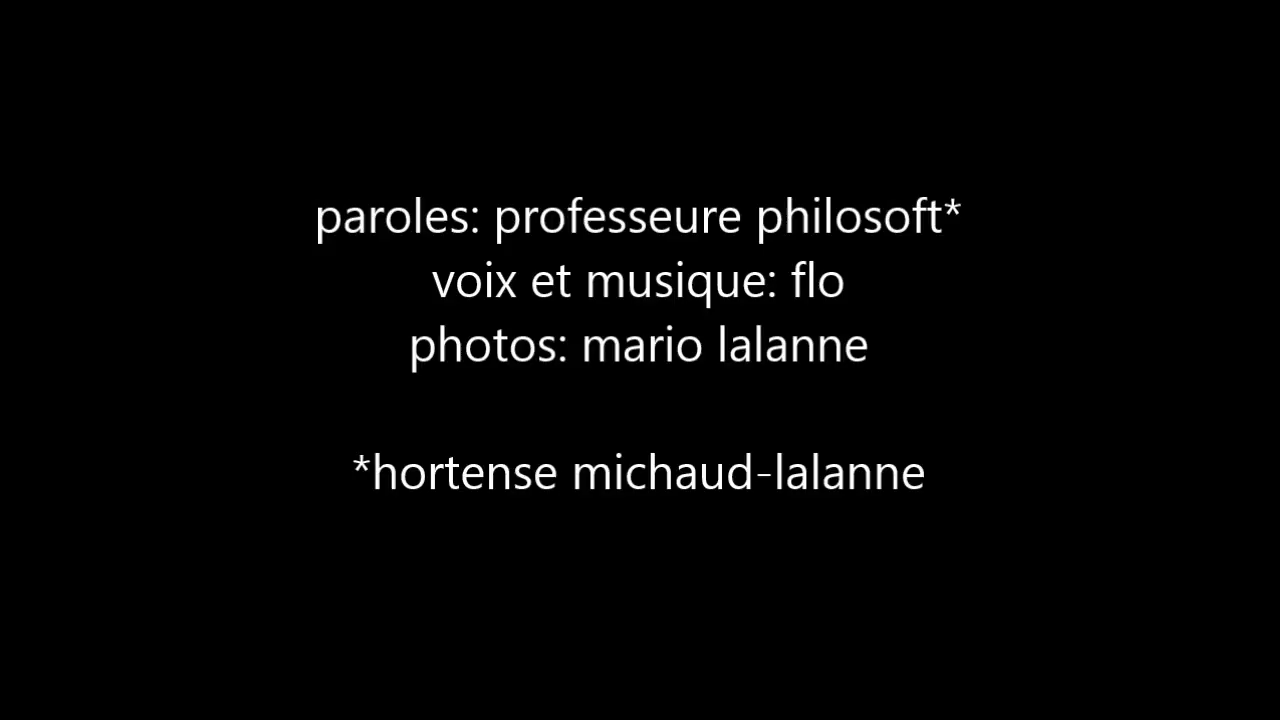 paroles: professeure philosoft*
voix et musique: flo
photos: mario lalanne
*hortense michaud-lalanne